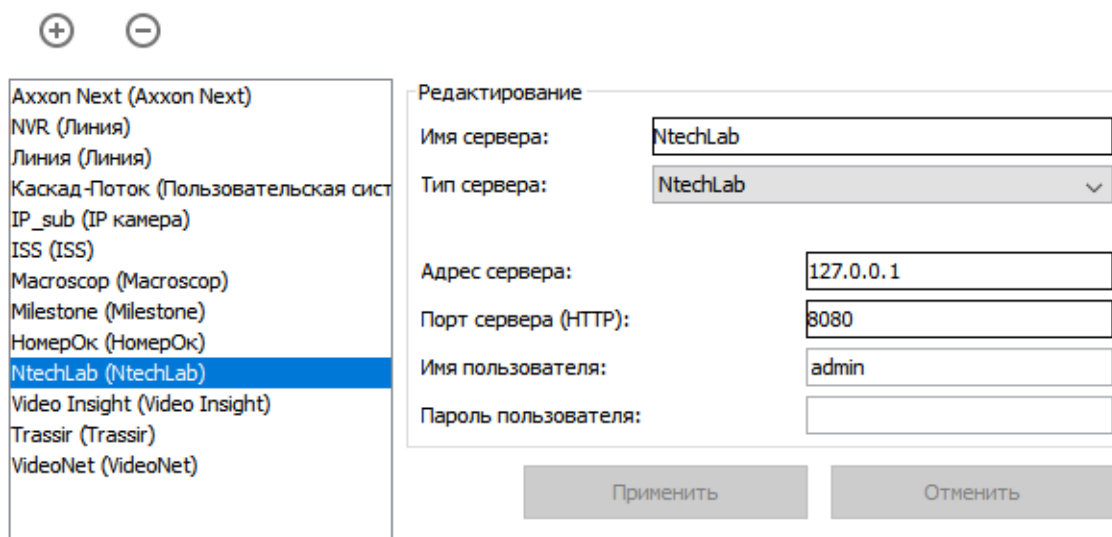 Axxon Next (Axxon Next)
NVR (Линия)
Линия (Линия)
Каскад-Поток (Пользовательская сист
IP_sub (IP камера)
ISS (ISS)
Macroscop (Macroscop)
Milestone (Milestone)
НомерОк (НомерОк)
NtechLab (NtechLab)
Video Insight (Video Insight)
Trassir (Trassir)
VideoNet (VideoNet)
Редактирование
Имя сервера: NtechLab
Тип сервера: NtechLab
Адрес сервера: 127.0.0.1
Порт сервера (HTTP): 8080
Имя пользователя: admin
Пароль пользователя:
Применить Отменить